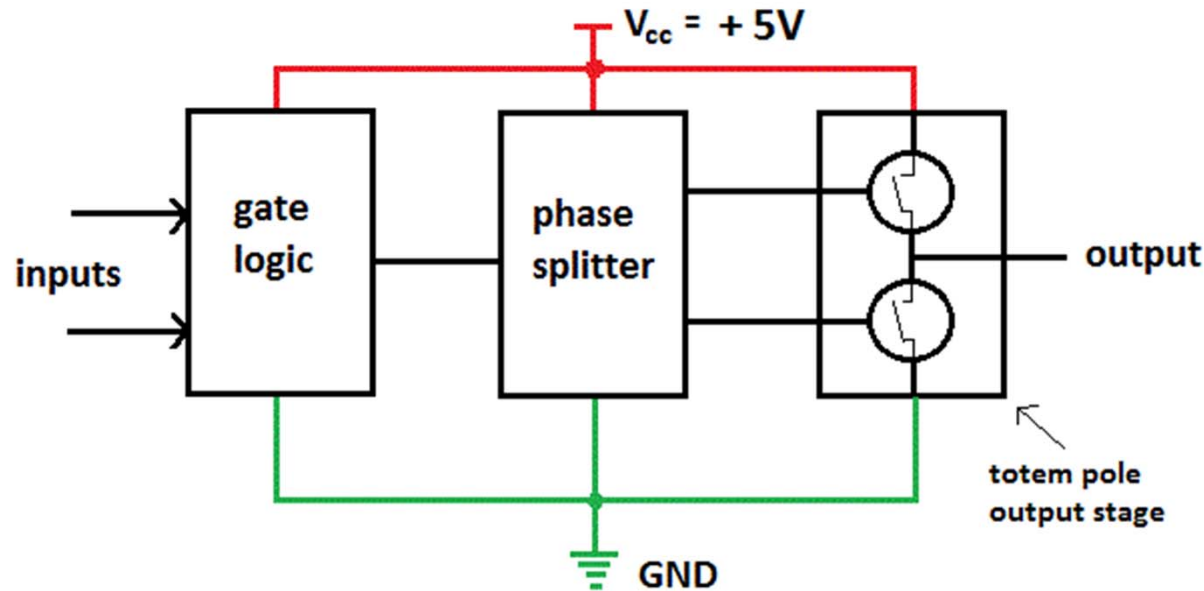 Vcc = + 5V
gate
logic
phase
splitter
inputs
output
totem pole
output stage
GND